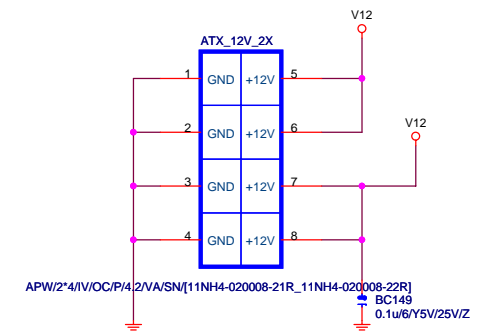 V12
ATX_12V_2X
1 GND +12V 5
2 GND +12V 6
V12
3 GND +12V 7
4 GND +12V 8
APW/2*4/IV/OC/P/4.2/VA/SN/[11NH4-020008-21R_11NH4-020008-22R]
BC149
0.1u/6/Y5V/25V/Z